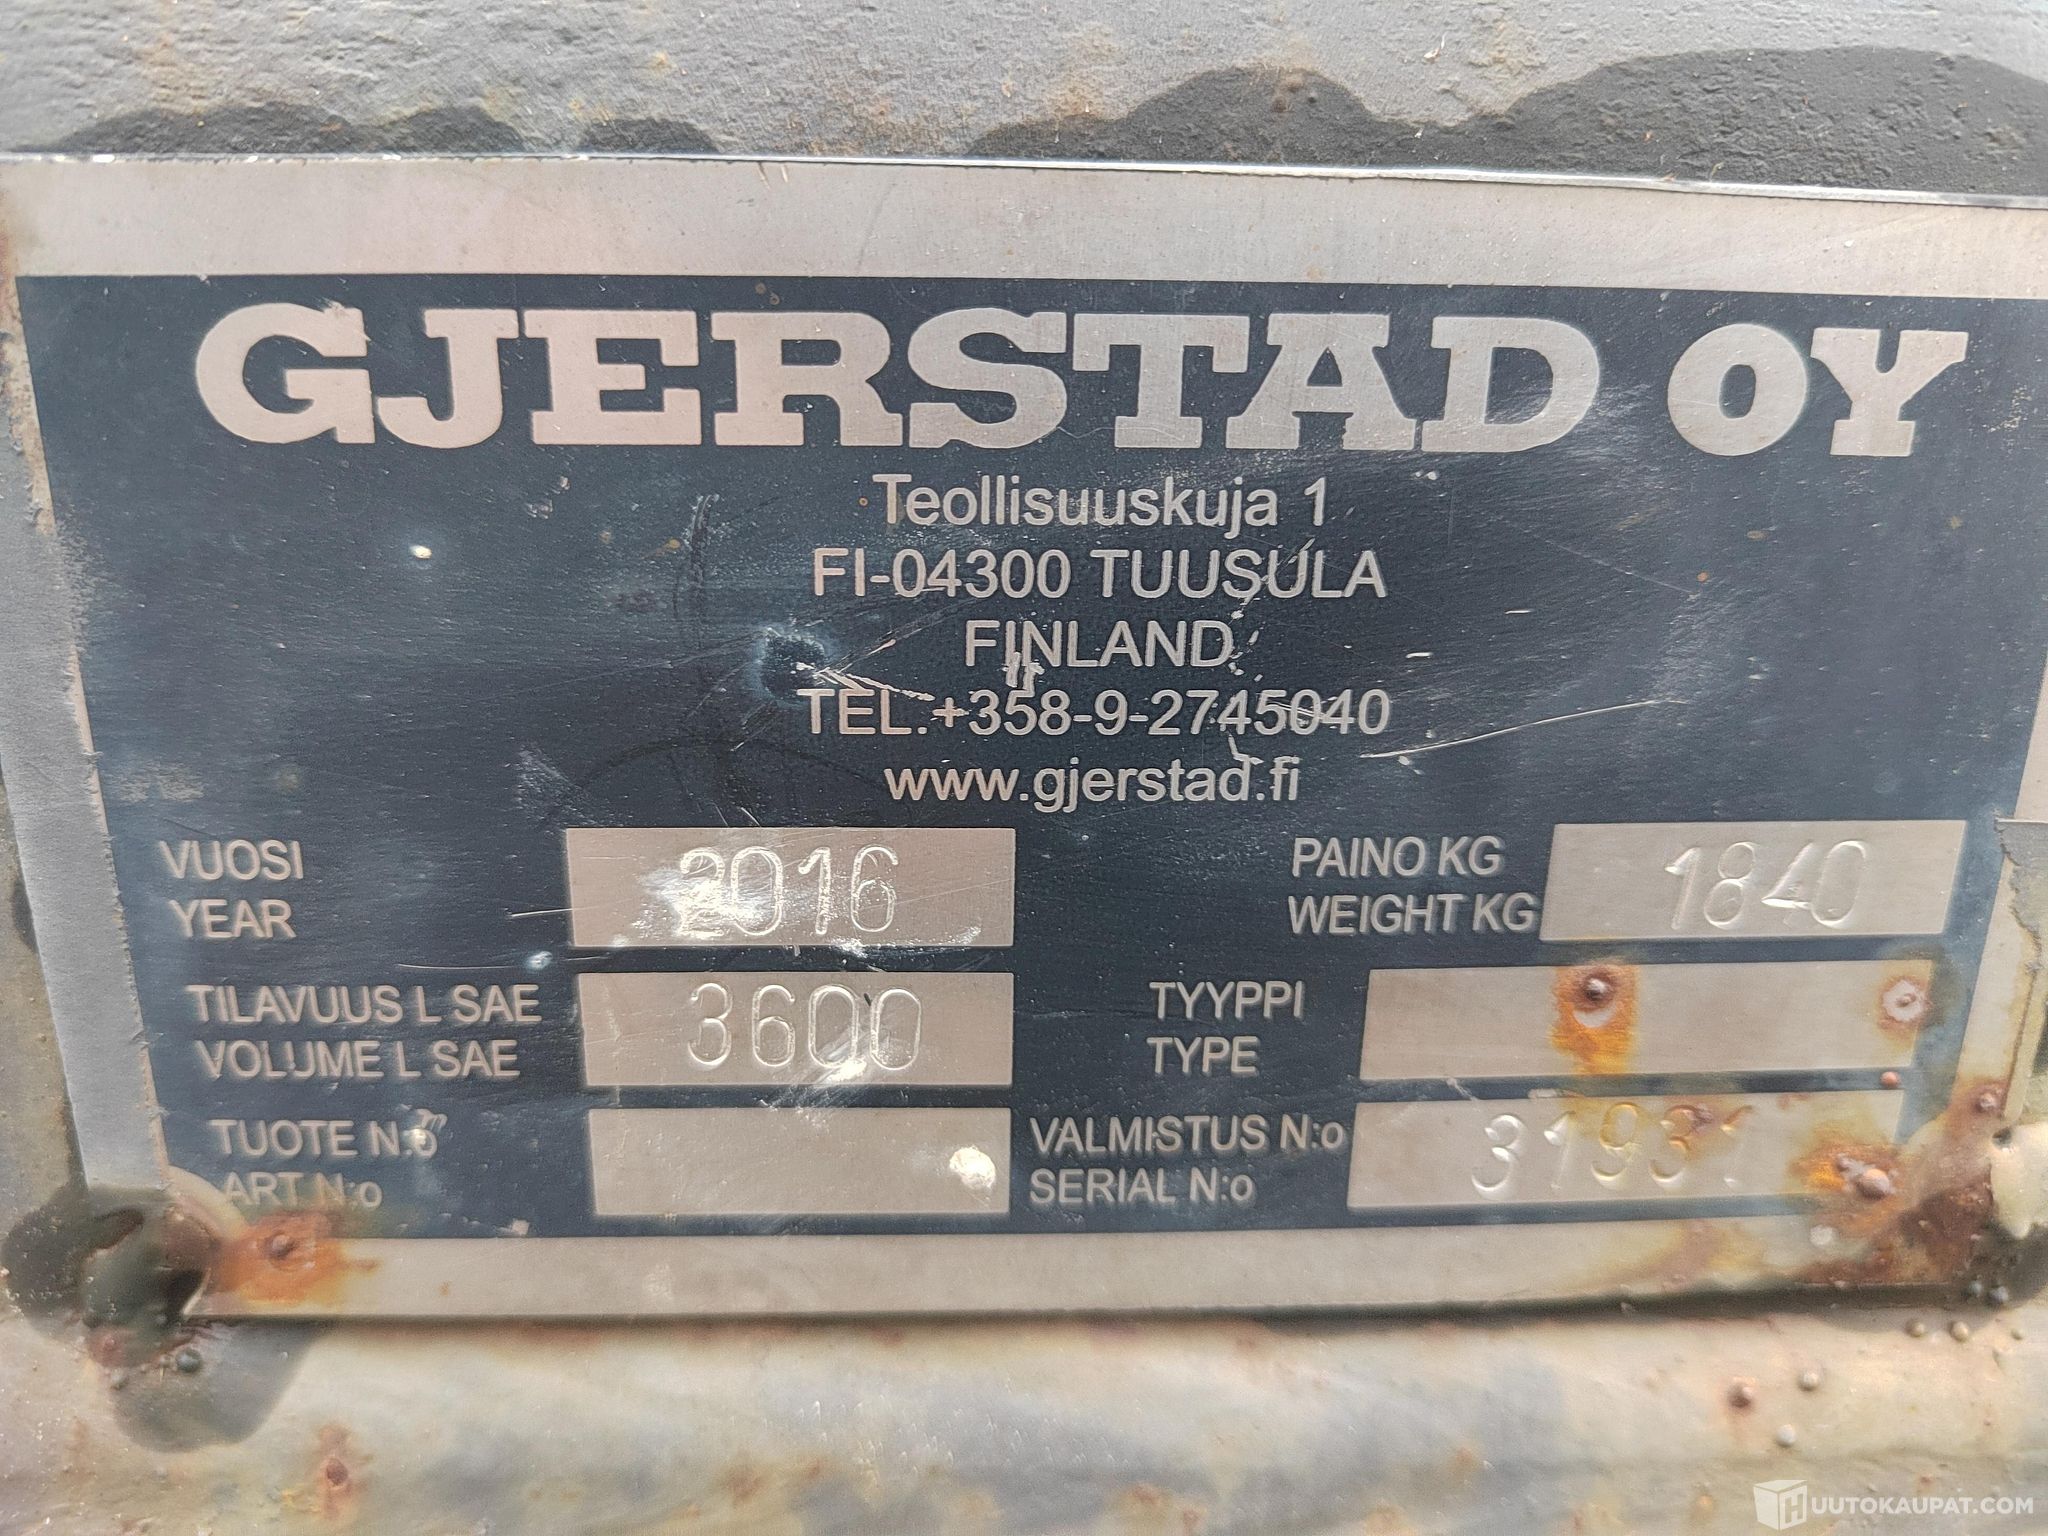 GJERSTAD OY
Teollisuuskuja 1
FI-04300 TUUSULA
FINLAND
TEL.+358-9-2745040
www.gjerstad.fi
VUOSI
YEAR
2016
PAINO KG
WEIGHT KG
1840
TILAVUUS L SAE
VOLUME L SAE
3600
TYYPPI
TYPE
TUOTE N:o
ART N:o
VALMISTUS N:o
SERIAL N:o
31931
HUUTOKAUPAT.COM